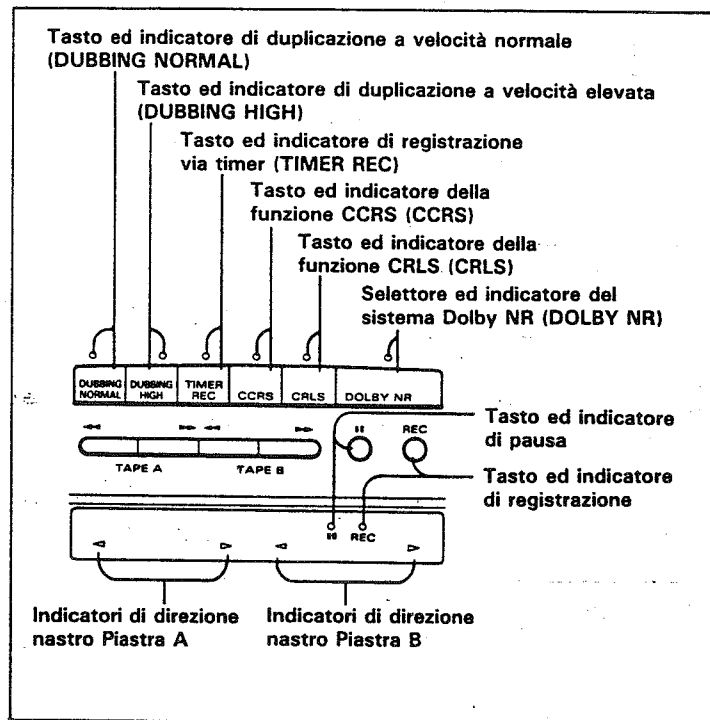 Tasto ed indicatore di duplicazione a velocità normale
(DUBBING NORMAL)
Tasto ed indicatore di duplicazione a velocità elevata
(DUBBING HIGH)
Tasto ed indicatore di registrazione
via timer (TIMER REC)
Tasto ed indicatore della
funzione CCRS (CCRS)
Tasto ed indicatore della
funzione CRLS (CRLS)
Selettore ed indicatore del
sistema Dolby NR (DOLBY NR)
DUBBING NORMAL
DUBBING HIGH
TIMER REC
CCRS
CRLS
DOLBY NR
TAPE A
TAPE B
REC
Tasto ed indicatore
di pausa
Tasto ed indicatore
di registrazione
REC
Indicatori di direzione
nastro Piastra A
Indicatori di direzione
nastro Piastra B